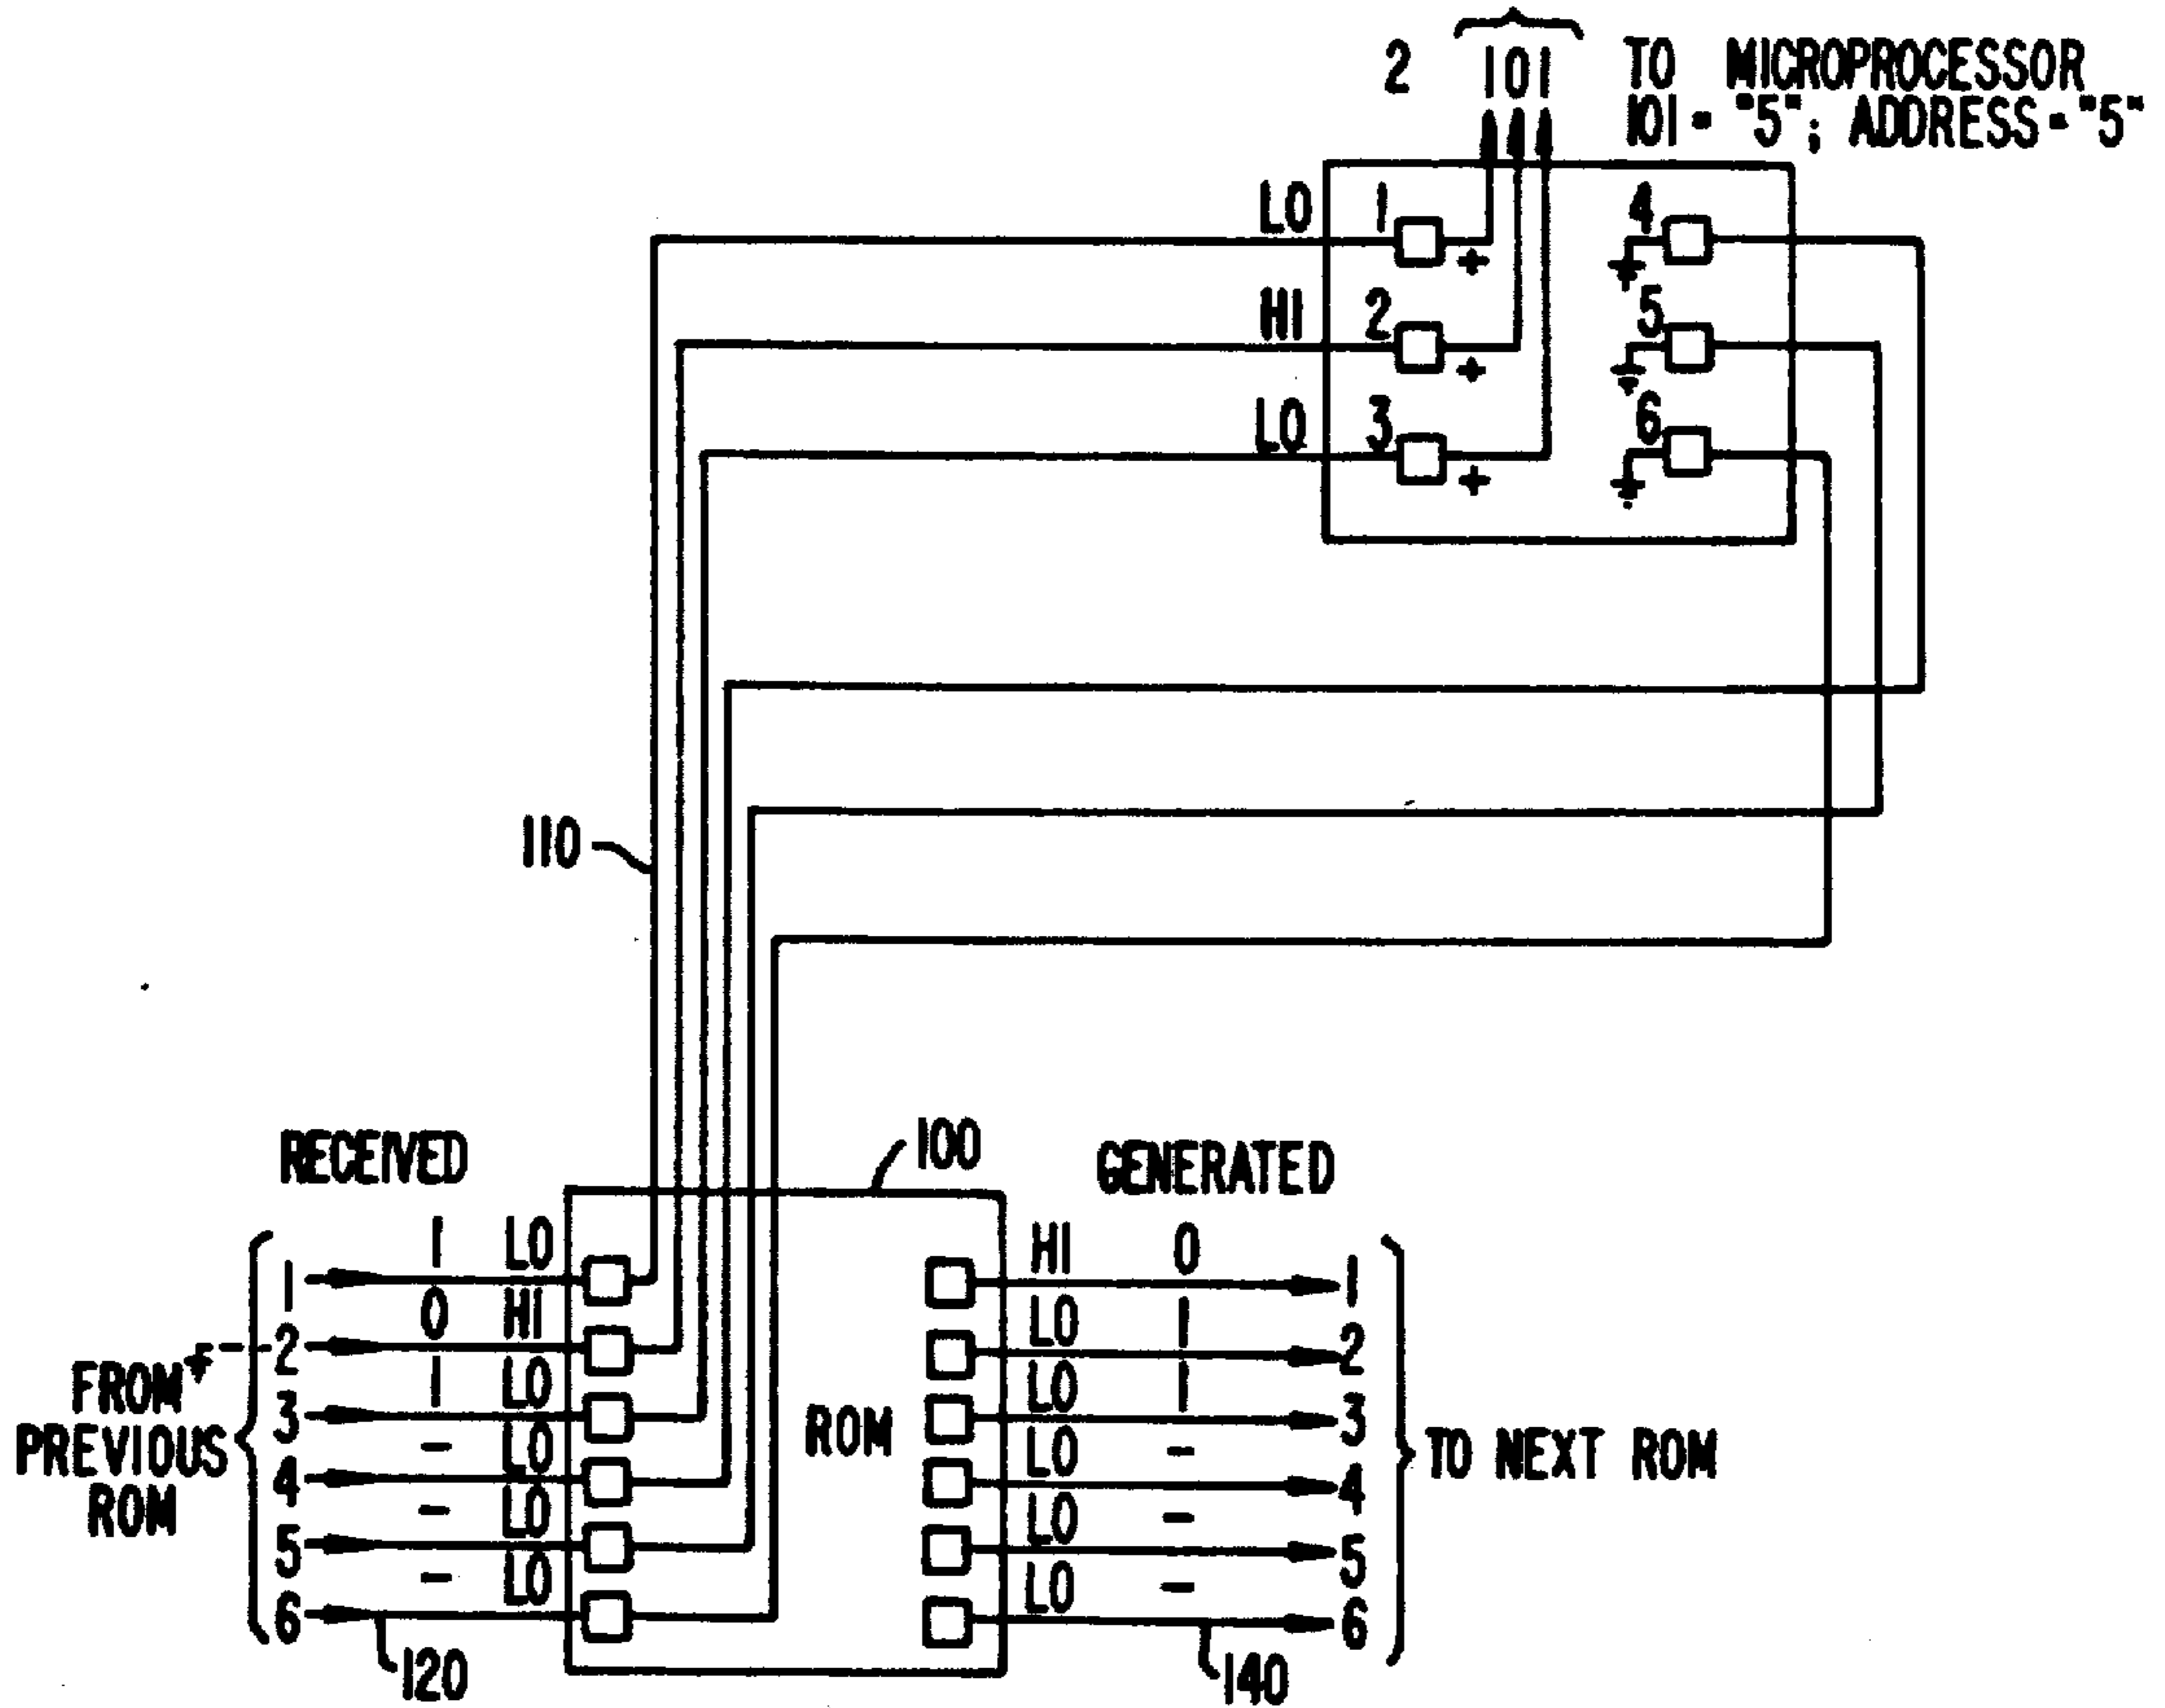 2 101 TO MICROPROCESSOR
101 = "5"; ADDRESS = "5"
LO 1 4
HI 2 5
LO 3 6
110
RECEIVED 100 GENERATED
1 1 LO HI 0 1
2 0 HI LO 1 2
3 1 LO LO 1 3
4 - LO LO - 4
5 - LO LO - 5
6 - LO LO - 6
FROM
PREVIOUS
ROM
ROM
TO NEXT ROM
120 140